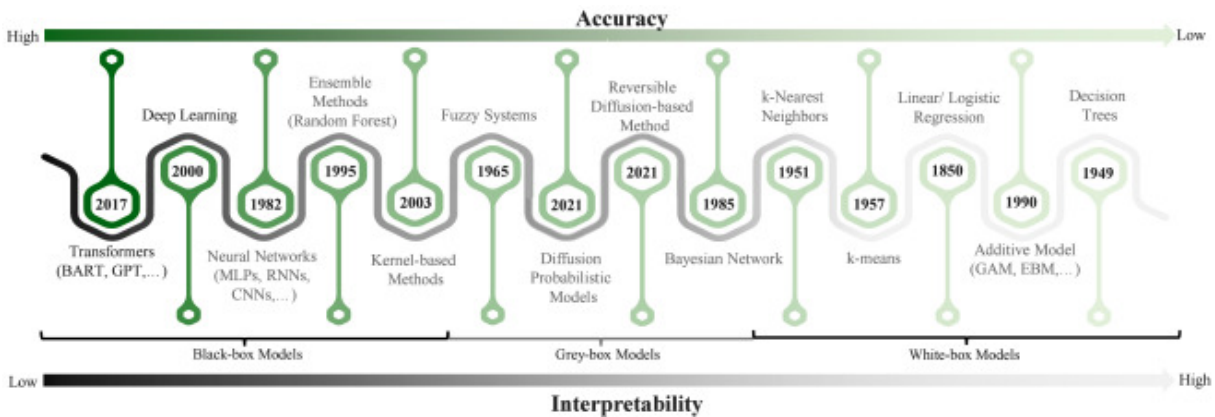 Accuracy
High
Low
Ensemble
Methods
(Random Forest)
Reversible
Diffusion-based
Method
k-Nearest
Neighbors
Linear/ Logistic
Regression
Decision
Trees
Deep Learning
Fuzzy Systems
2017
2000
1982
1995
2003
1965
2021
2021
1985
1951
1957
1850
1990
1949
Transformers
(BART, GPT,...)
Neural Networks
(MLPs, RNNs,
CNNs,...)
Kernel-based
Methods
Diffusion
Probabilistic
Models
Bayesian Network
k-means
Additive Model
(GAM, EBM,...)
Black-box Models
Grey-box Models
White-box Models
Low
High
Interpretability